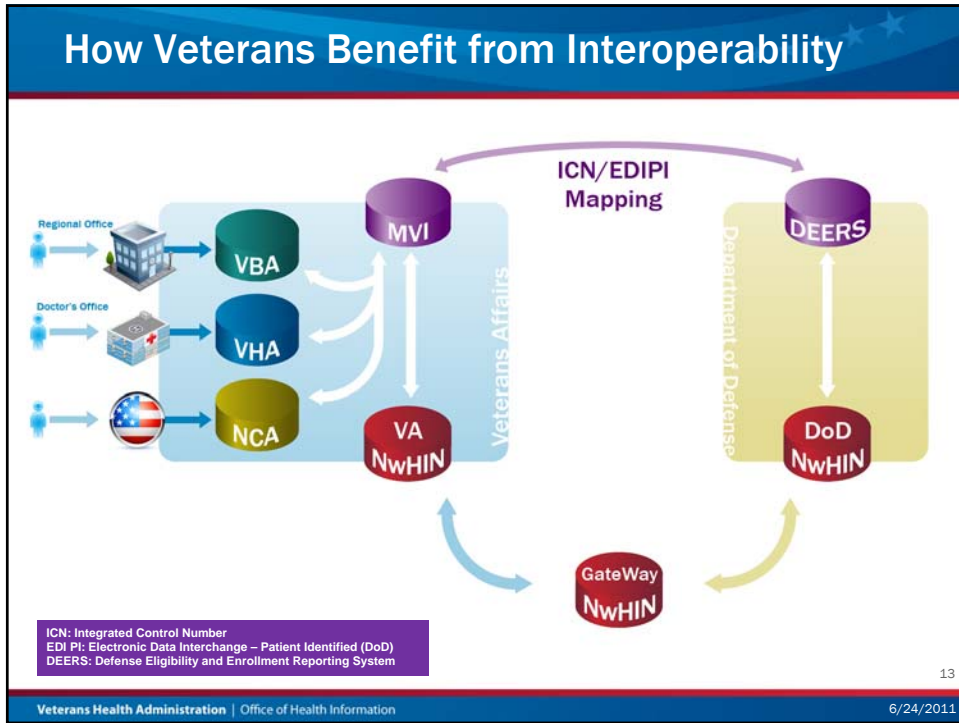 How Veterans Benefit from Interoperability
ICN/EDIPI
Mapping
Regional Office
Doctor's Office
VBA
VHA
NCA
MVI
VA
NwHIN
Veterans Affairs
DEERS
Department of Defense
DoD
NwHIN
GateWay
NwHIN
ICN: Integrated Control Number
EDI PI: Electronic Data Interchange – Patient Identified (DoD)
DEERS: Defense Eligibility and Enrollment Reporting System
13
Veterans Health Administration | Office of Health Information
6/24/2011